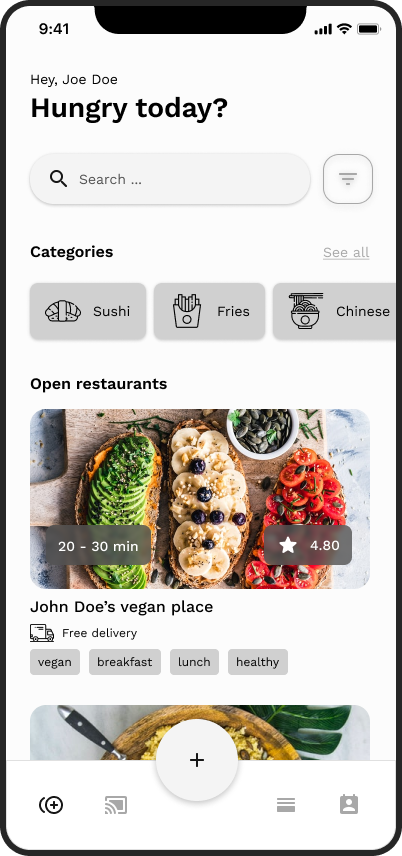 9:41
Hey, Joe Doe
Hungry today?
Search ...
Categories
See all
Sushi
Fries
Chinese
Open restaurants
20 - 30 min
4.80
John Doe’s vegan place
Free delivery
vegan
breakfast
lunch
healthy